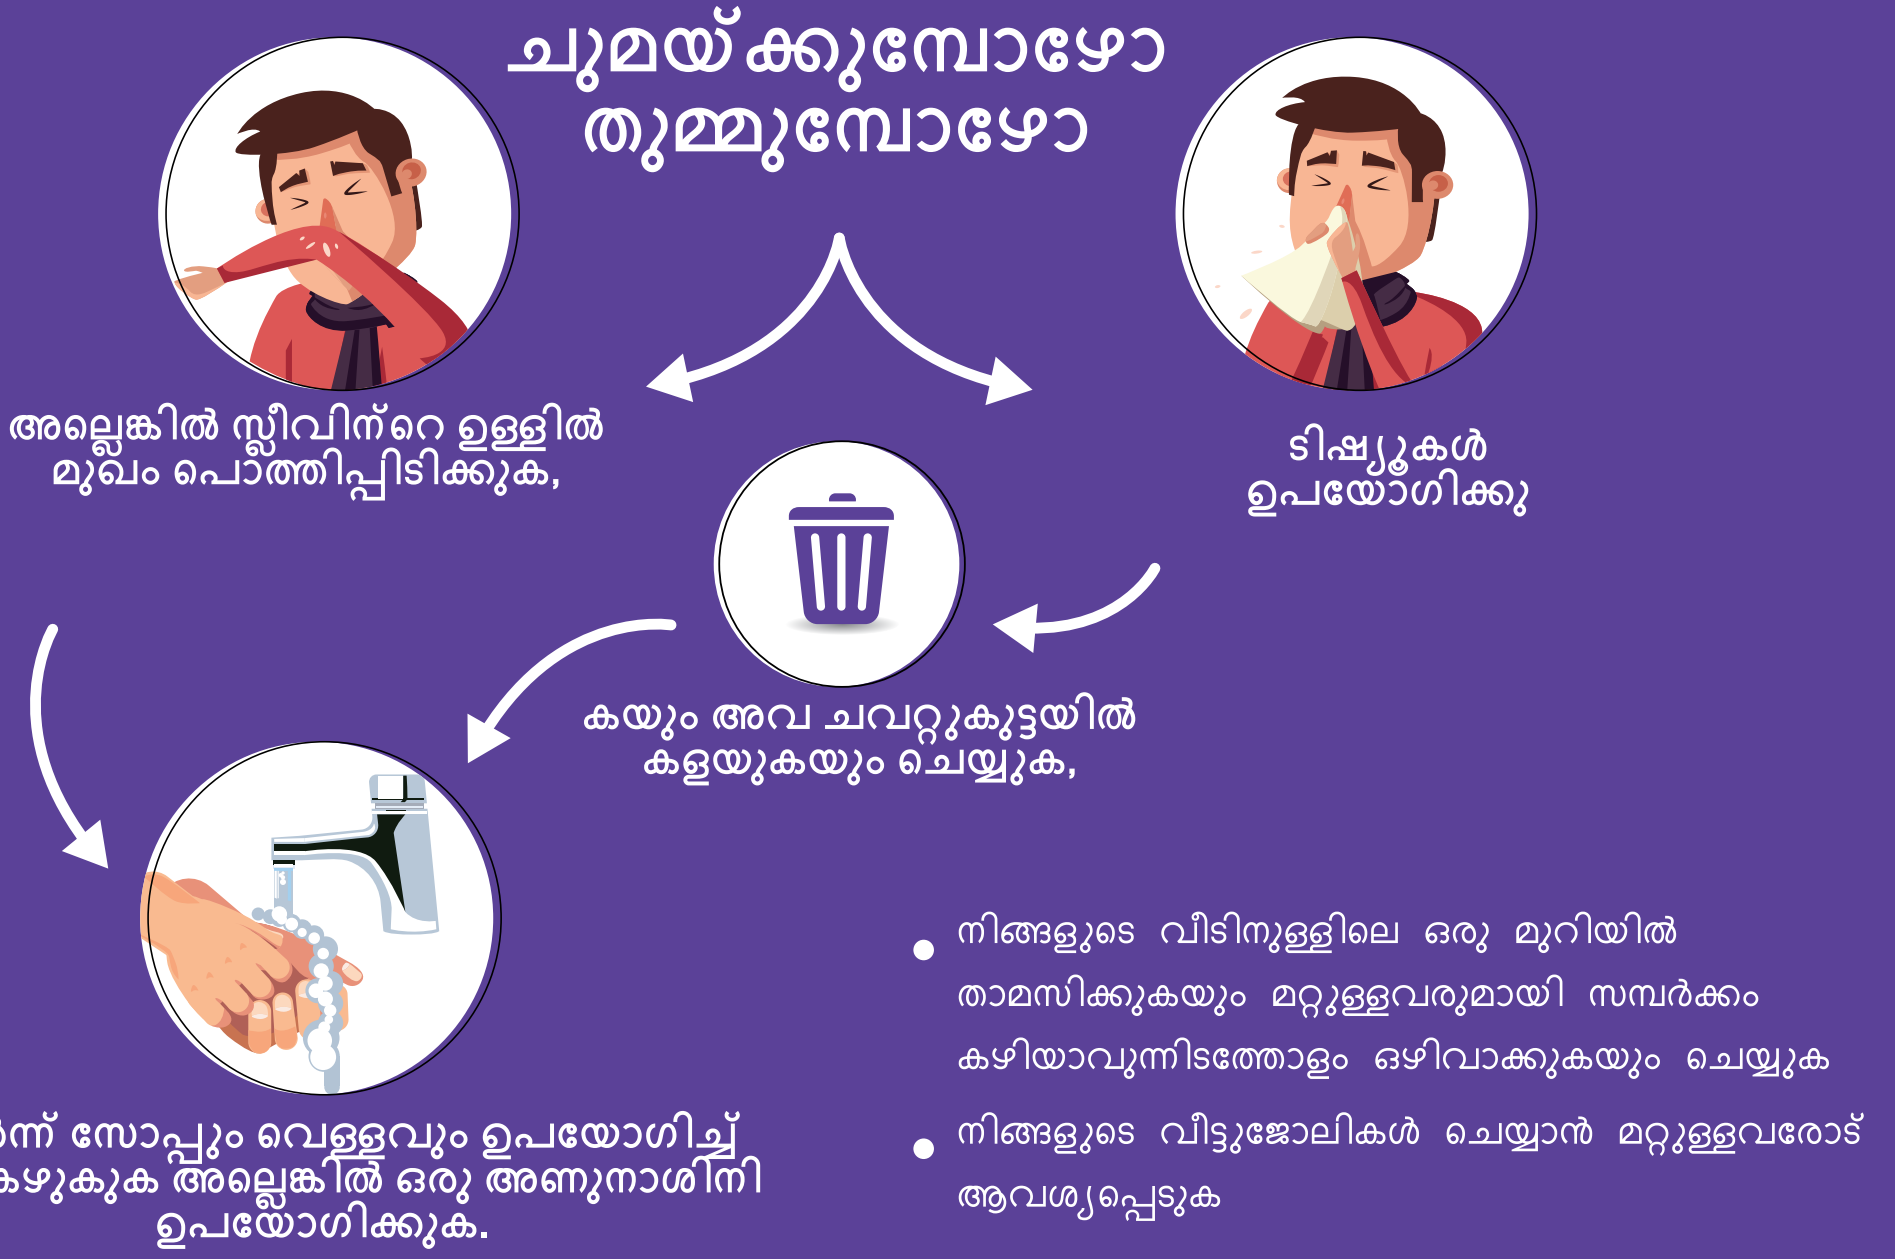 ചുമയ്ക്കുമ്പോഴോ
തുമ്മുമ്പോഴോ
അല്ലെങ്കിൽ സ്ലീവിന്റെ ഉള്ളിൽ
മുഖം പൊത്തിപ്പിടിക്കുക,
ടിഷ്യൂകൾ
ഉപയോഗിക്കു
കയും അവ ചവറ്റുകുട്ടയിൽ
കളയുകയും ചെയ്യുക,
സോപ്പും വെള്ളവും ഉപയോഗിച്ച്
കഴുകുക അല്ലെങ്കിൽ ഒരു അണുനാശിനി
ഉപയോഗിക്കുക.
നിങ്ങളുടെ വീടിനുള്ളിലെ ഒരു മുറിയിൽ
താമസിക്കുകയും മറ്റുള്ളവരുമായി സമ്പർക്കം
കഴിയാവുന്നിടത്തോളം ഒഴിവാക്കുകയും ചെയ്യുക
നിങ്ങളുടെ വീട്ടുജോലികൾ ചെയ്യാൻ മറ്റുള്ളവരോട്
ആവശ്യപ്പെടുക